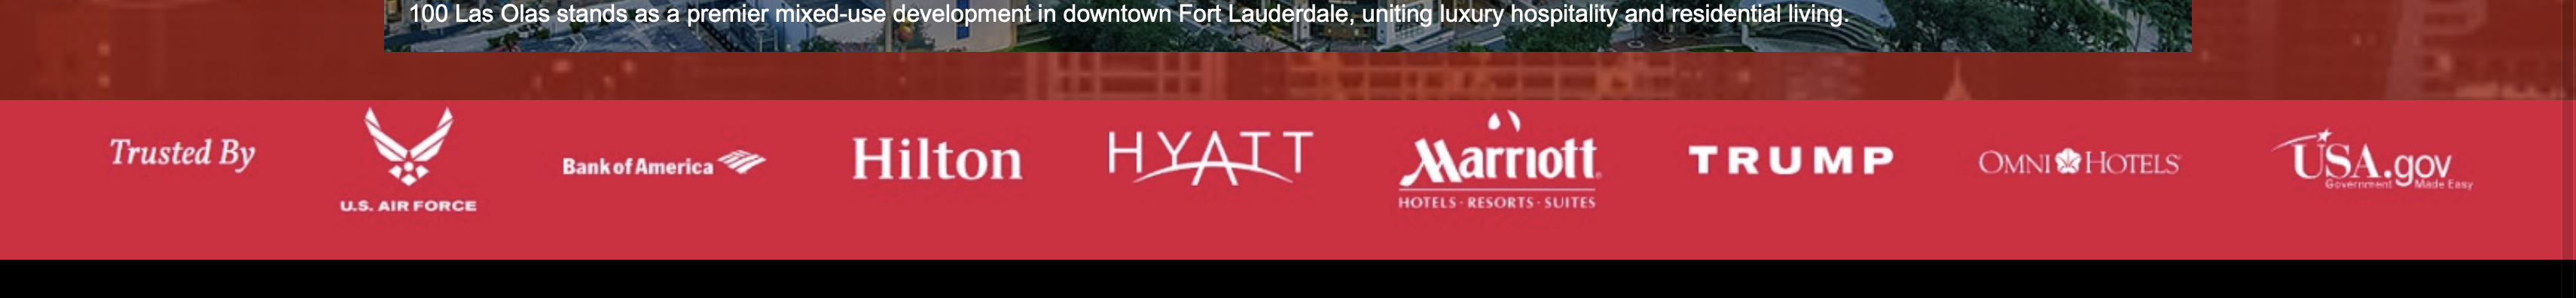 100 Las Olas stands as a premier mixed-use development in downtown Fort Lauderdale, uniting luxury hospitality and residential living.
Trusted By
U.S. AIR FORCE
Bank of America
Hilton
HYATT
Marriott
HOTELS · RESORTS · SUITES
TRUMP
OMNI HOTELS
USA.gov
Government Made Easy